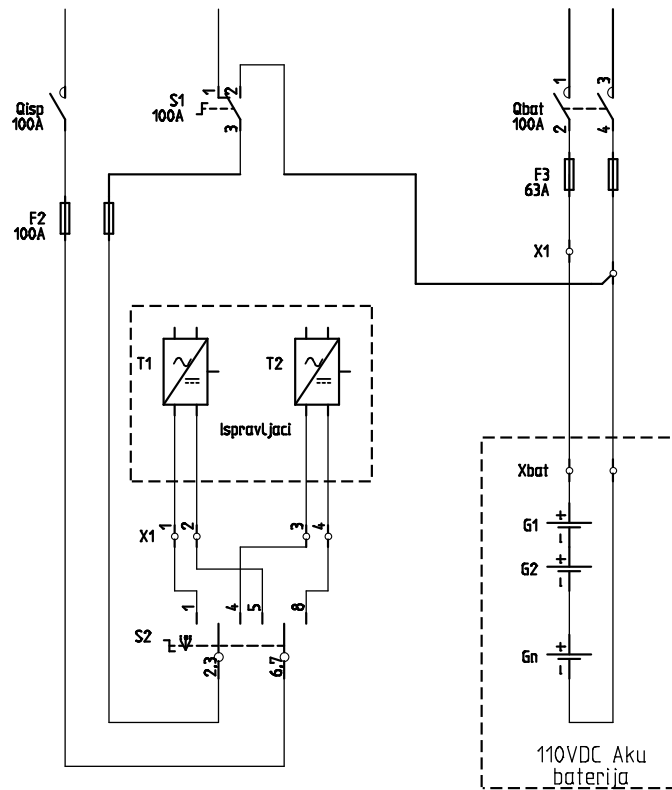 Qisp
100A
S1
100A
1
2
3
Qbat
100A
1
3
2
4
F2
100A
F3
63A
X1
T1
T2
Ispravljaci
X1
1
2
3
4
1
4
5
8
S2
2,3
6,7
Xbat
G1
+
-
G2
+
-
Gn
+
-
110VDC Aku
baterija